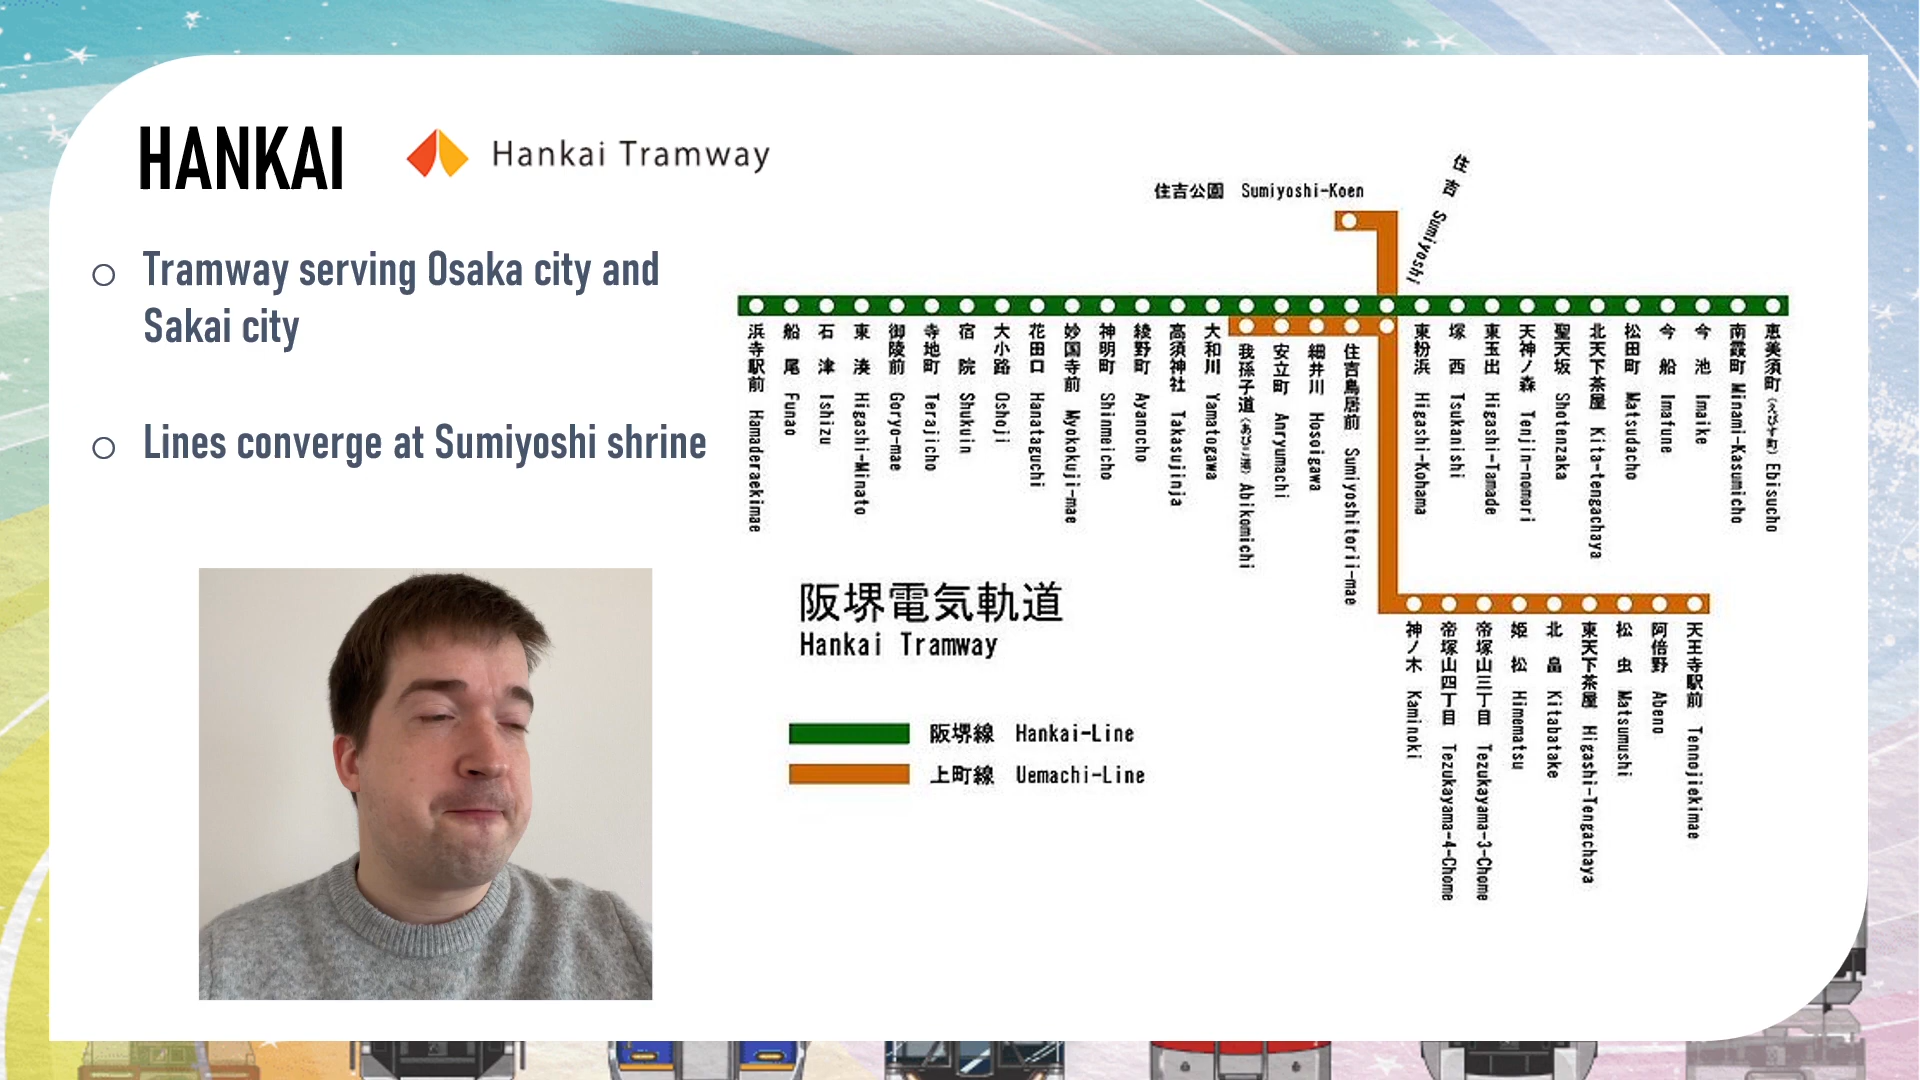 HANKAI
Hankai Tramway
Tramway serving Osaka city and
Sakai city
Lines converge at Sumiyoshi shrine
住吉公園 Sumiyoshi-Koen
住吉 Sumiyoshi
浜寺駅前 Hamaderaekimae
船尾 Funao
石津 Ishizu
東湊 Higashi-Minato
御陵前 Goryo-mae
寺地町 Terajicho
宿院 Shukuin
大小路 Oshoji
花田口 Hanataguchi
妙国寺前 Myokokuji-mae
神明町 Shinmeicho
綾野町 Ayanocho
高須神社 Takasujinja
大和川 Yamatogawa
我孫子道 Abikomichi
安立町 Anryumachi
細井川 Hosoigawa
住吉鳥居前 Sumiyoshitorii-mae
東粉浜 Higashi-Kohama
塚西 Tsukanishi
東玉出 Higashi-Tamade
天神ノ森 Tenjin-nomori
聖天坂 Shotenzaka
北天下茶屋 Kita-tengachaya
松田町 Matsudacho
今船 Imafune
今池 Imaike
南霞町 Minami-Kasumicho
恵美須町 (えびす町) Ebisucho
神ノ木 Kaminoki
帝塚山四丁目 Tezukayama-4-Chome
帝塚山三丁目 Tezukayama-3-Chome
姫松 Himematsu
北畠 Kitabatake
東天下茶屋 Higashi-Tengachaya
松虫 Matsumushi
阿倍野 Abeno
天王寺駅前 Tennojiekimae
阪堺電気軌道
Hankai Tramway
阪堺線 Hankai-Line
上町線 Uemachi-Line